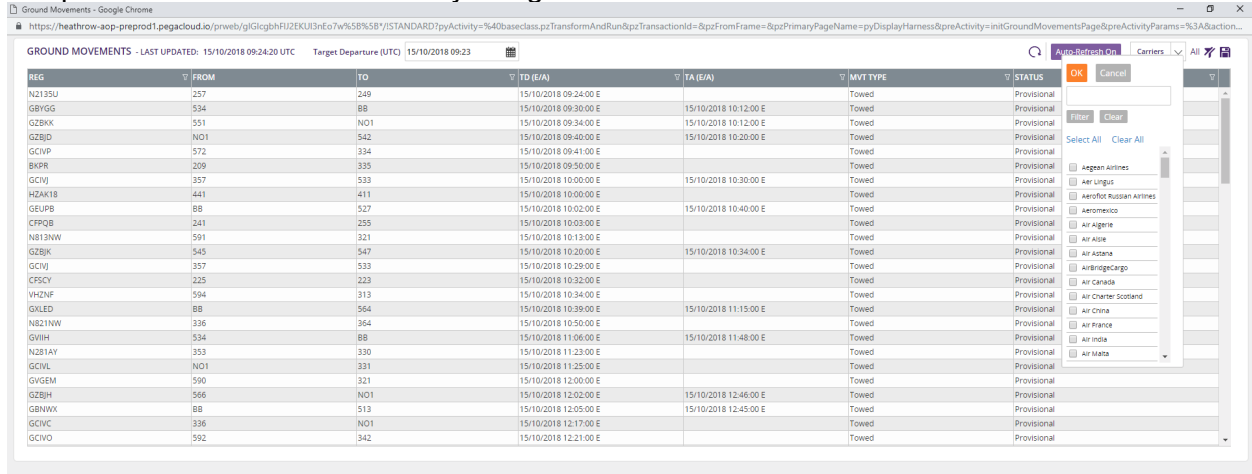 Ground Movements - Google Chrome
https://heathrow-aop-preprod1.pegacloud.io/prweb/gIGlcgbhFlJ2EKUI3nEo7w%5B%5B*/!STANDARD?pyActivity=%40baseclass.pzTransformAndRun&pzTransactionId=&pzFromFrame=&pzPrimaryPageName=pyDisplayHarness&preActivity=initGroundMovementsPage&preActivityParams=%3A&action...
GROUND MOVEMENTS - LAST UPDATED: 15/10/2018 09:24:20 UTC Target Departure (UTC) 15/10/2018 09:23 Auto-Refresh On Carriers All
REG FROM TO TD (E/A) TA (E/A) MVT TYPE STATUS
N2135U 257 249 15/10/2018 09:24:00 E Towed Provisional
GBYGG 534 BB 15/10/2018 09:30:00 E 15/10/2018 10:12:00 E Towed Provisional
GZBKK 551 NO1 15/10/2018 09:34:00 E 15/10/2018 10:12:00 E Towed Provisional
GZBJD NO1 542 15/10/2018 09:40:00 E 15/10/2018 10:20:00 E Towed Provisional
GCIVP 572 334 15/10/2018 09:41:00 E Towed Provisional
BKPR 209 335 15/10/2018 09:50:00 E Towed Provisional
GCIVJ 357 533 15/10/2018 10:00:00 E 15/10/2018 10:30:00 E Towed Provisional
HZAK18 441 411 15/10/2018 10:00:00 E Towed Provisional
GEUPB BB 527 15/10/2018 10:02:00 E 15/10/2018 10:40:00 E Towed Provisional
CFPQB 241 255 15/10/2018 10:03:00 E Towed Provisional
N813NW 591 321 15/10/2018 10:13:00 E Towed Provisional
GZBJK 545 547 15/10/2018 10:20:00 E 15/10/2018 10:34:00 E Towed Provisional
GCIVJ 357 533 15/10/2018 10:29:00 E Towed Provisional
CFSCY 225 223 15/10/2018 10:32:00 E Towed Provisional
VHZNF 594 313 15/10/2018 10:34:00 E Towed Provisional
GXLED BB 564 15/10/2018 10:39:00 E 15/10/2018 11:15:00 E Towed Provisional
N821NW 336 364 15/10/2018 10:50:00 E Towed Provisional
GVIIH 534 BB 15/10/2018 11:06:00 E 15/10/2018 11:48:00 E Towed Provisional
N281AY 353 330 15/10/2018 11:23:00 E Towed Provisional
GCIVL NO1 331 15/10/2018 11:25:00 E Towed Provisional
GVGEM 590 321 15/10/2018 12:00:00 E Towed Provisional
GZBJH 566 NO1 15/10/2018 12:02:00 E 15/10/2018 12:46:00 E Towed Provisional
GBNWX BB 513 15/10/2018 12:05:00 E 15/10/2018 12:45:00 E Towed Provisional
GCIVC 336 NO1 15/10/2018 12:17:00 E Towed Provisional
GCIVO 592 342 15/10/2018 12:21:00 E Towed Provisional
OK Cancel
Filter Clear
Select All Clear All
Aegean Airlines
Aer Lingus
Aeroflot Russian Airlines
Aeromexico
Air Algerie
Air Alsie
Air Astana
AirBridgeCargo
Air Canada
Air Charter Scotland
Air China
Air France
Air India
Air Malta